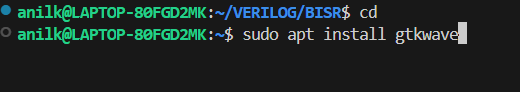 anilk@LAPTOP-80FGD2MK:~/VERILOG/BISR$ cd
anilk@LAPTOP-80FGD2MK:~$ sudo apt install gtkwave